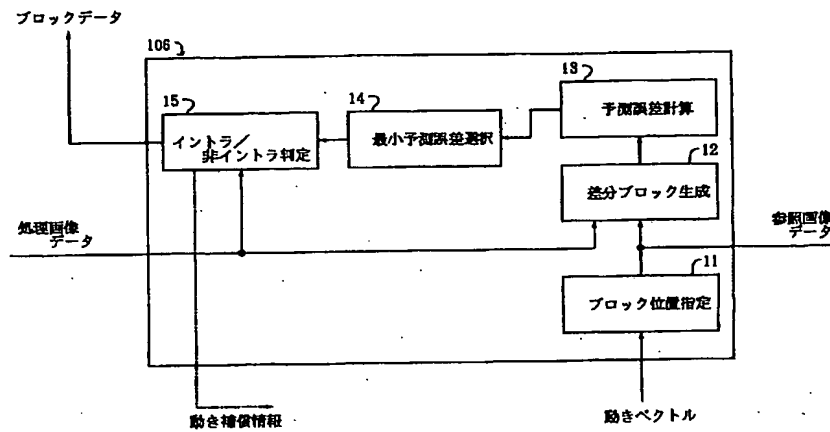 ブロックデータ
106
13
予測誤差計算
14
最小予測誤差選択
15
イントラ／
非イントラ判定
12
差分ブロック生成
処理画像
データ
参照画像
データ
11
ブロック位置指定
動き補償情報
動きベクトル